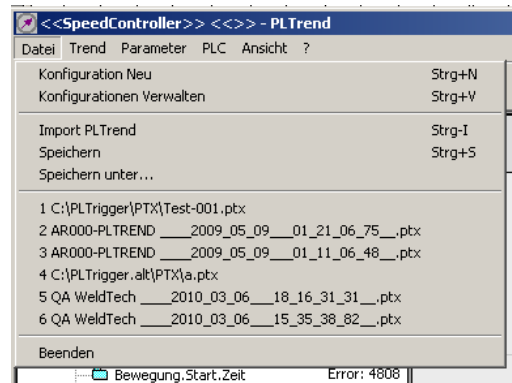 <<SpeedController>> <<>> - PLTrend
Datei Trend Parameter PLC Ansicht ?
Konfiguration Neu Strg+N
Konfigurationen Verwalten Strg+V
Import PLTrend Strg-I
Speichern Strg+S
Speichern unter...
1 C:\PLTrigger\PTX\Test-001.ptx
2 AR000-PLTREND ____2009_05_09___01_21_06_75__.ptx
3 AR000-PLTREND ____2009_05_09___01_11_06_48__.ptx
4 C:\PLTrigger.alt\PTX\a.ptx
5 QA WeldTech ____2010_03_06___18_16_31_31__.ptx
6 QA WeldTech ____2010_03_06___15_35_38_82__.ptx
Beenden
Bewegung.Start.Zeit Error: 4808